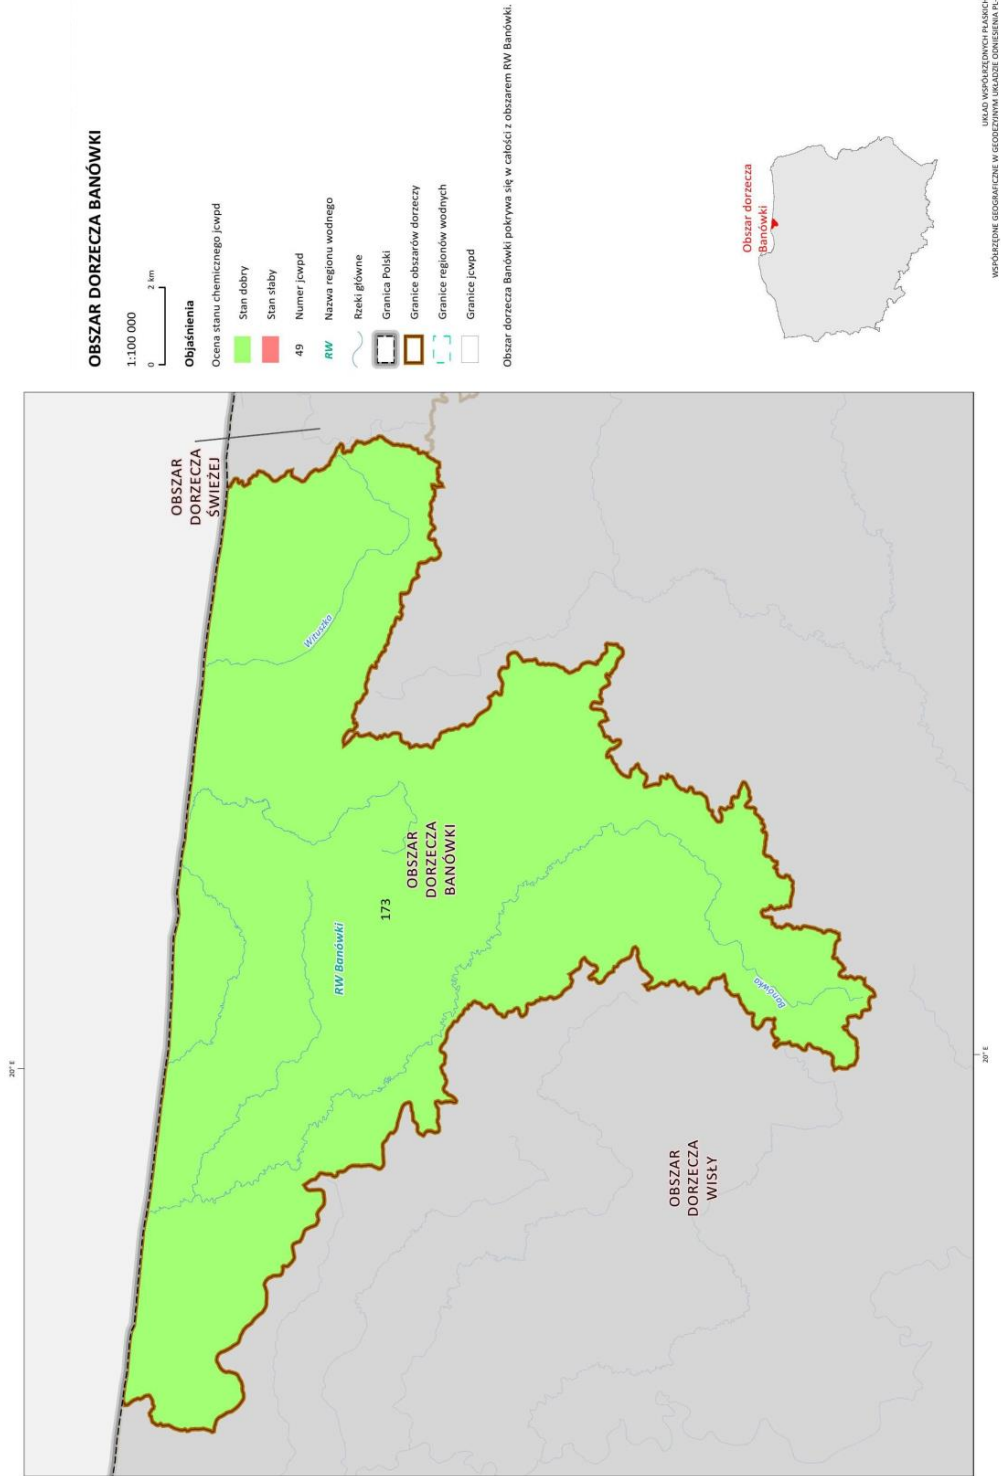 OBSZAR DORZECZA BANÓWKI
1:100 000
0 2 km
Objaśnienia
Ocena stanu chemicznego jcwpd
Stan dobry
Stan słaby
49 Numer jcwpd
RW Nazwa regionu wodnego
Rzeki główne
Granica Polski
Granice obszarów dorzeczy
Granice regionów wodnych
Granice jcwpd
Obszar dorzecza Banówki pokrywa się w całości z obszarem RW Banówki.
Obszar dorzecza
Banówki
UKŁAD WSPÓŁRZĘDNYCH PŁASKICH
WSPÓŁRZĘDNE GEOGRAFICZNE W GEODEZYJNYM UKŁADZIE ODNIESIENIA PL-
20° E
OBSZAR
DORZECZA
ŚWIEŻEJ
Wituszka
OBSZAR
DORZECZA
BANÓWKI
173
RW Banówki
Banówka
OBSZAR
DORZECZA
WISŁY
20° E